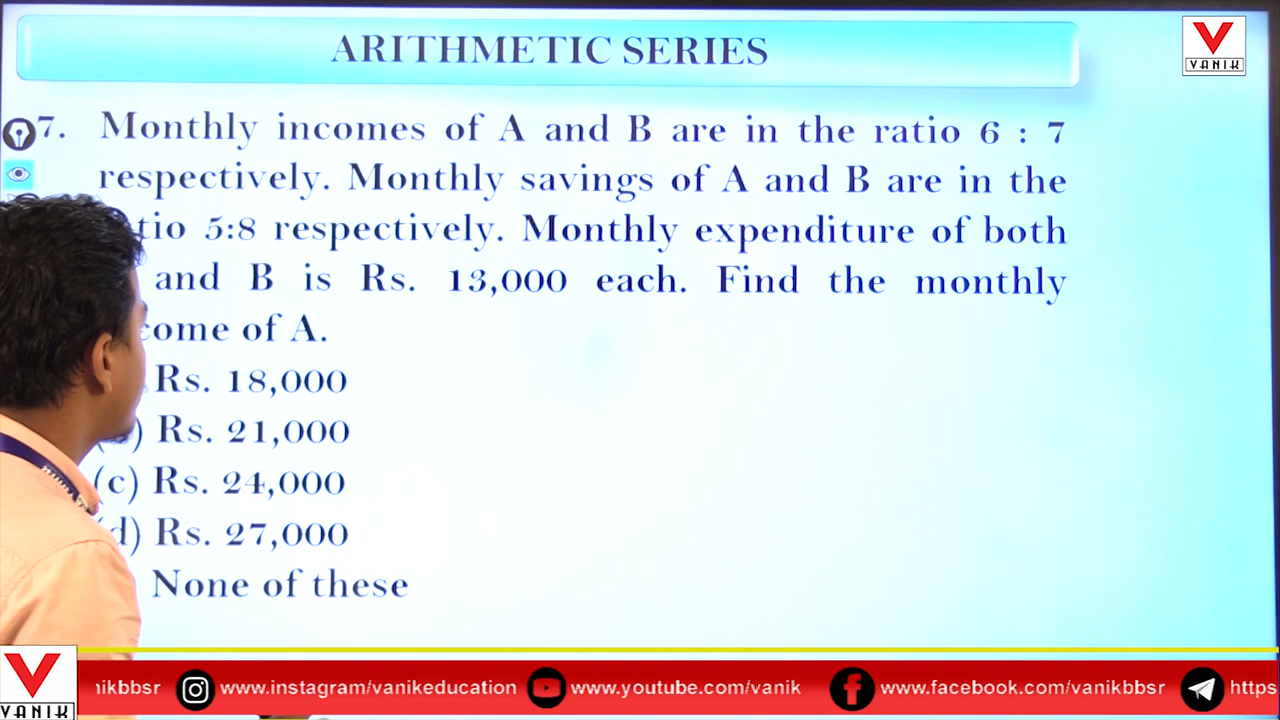 ARITHMETIC SERIES
VANIK
7. Monthly incomes of A and B are in the ratio 6 : 7
respectively. Monthly savings of A and B are in the
tio 5:8 respectively. Monthly expenditure of both
and B is Rs. 13,000 each. Find the monthly
come of A.
Rs. 18,000
) Rs. 21,000
(c) Rs. 24,000
d) Rs. 27,000
None of these
VANIK
nikbbsr www.instagram/vanikeducation www.youtube.com/vanik www.facebook.com/vanikbbsr https